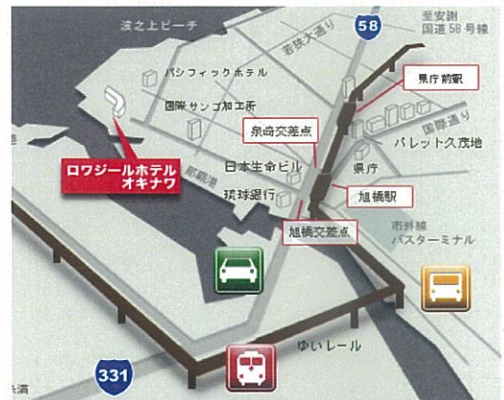 波之上ビーチ
58
至安謝
国道58号線
若狭大通り
パシフィックホテル
県庁前駅
国際サンゴ加工所
国際通り
泉崎交差点
パレット久茂地
ロワジールホテル
オキナワ
那覇港
日本生命ビル
県庁
琉球銀行
旭橋駅
旭橋交差点
市外線
バスターミナル
ゆいレール
331